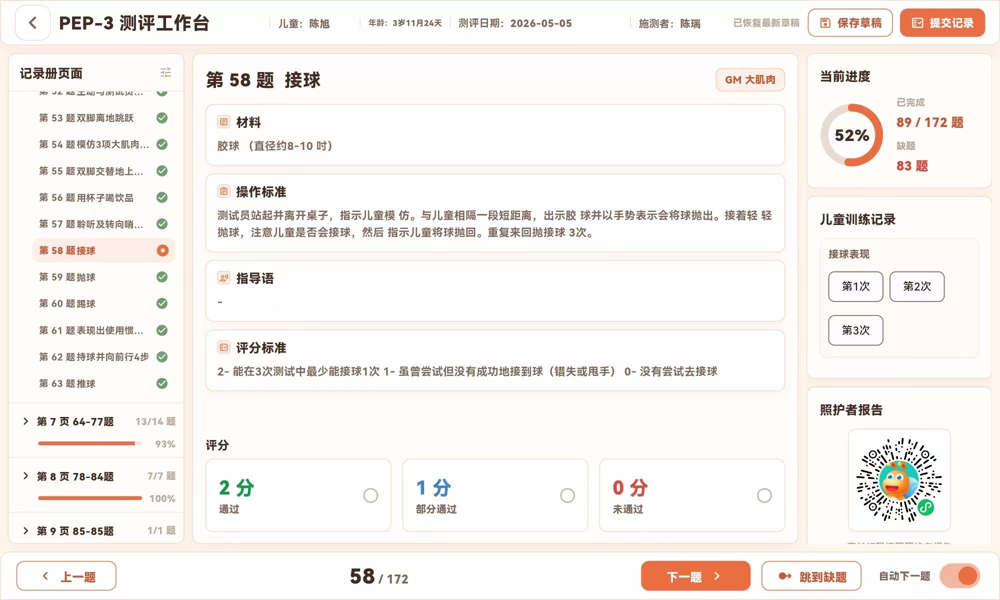 PEP-3 测评工作台
儿童：陈旭
年龄：3岁11月24天
测评日期：2026-05-05
施测者：陈瑞
已恢复最新草稿
保存草稿
提交记录
记录册页面
第 53 题 双脚离地跳跃
第 54 题 模仿3项大肌肉...
第 55 题 双脚交替地上...
第 56 题 用杯子喝饮品
第 57 题 聆听及转向哨...
第 58 题 接球
第 59 题 抛球
第 60 题 踢球
第 61 题 表现出使用惯...
第 62 题 持球并向前行4步
第 63 题 推球
第 7 页 64-77题
13/14 题
93%
第 8 页 78-84题
7/7 题
100%
第 9 页 85-85题
1/1 题
第 58 题 接球
GM 大肌肉
材料
胶球 （直径约8-10 吋）
操作标准
测试员站起并离开桌子，指示儿童模 仿。与儿童相隔一段短距离，出示胶 球并以手势表示会将球抛出。接着轻 轻
抛球，注意儿童是否会接球，然后 指示儿童将球抛回。重复来回抛接球 3次。
指导语
-
评分标准
2- 能在3次测试中最少能接球1次 1- 虽曾尝试但没有成功地接到球（错失或甩手） 0- 没有尝试去接球
评分
2 分
通过
1 分
部分通过
0 分
未通过
当前进度
52%
已完成
89 / 172 题
缺题
83 题
儿童训练记录
接球表现
第1次
第2次
第3次
照护者报告
上一题
58 / 172
下一题
跳到缺题
自动下一题